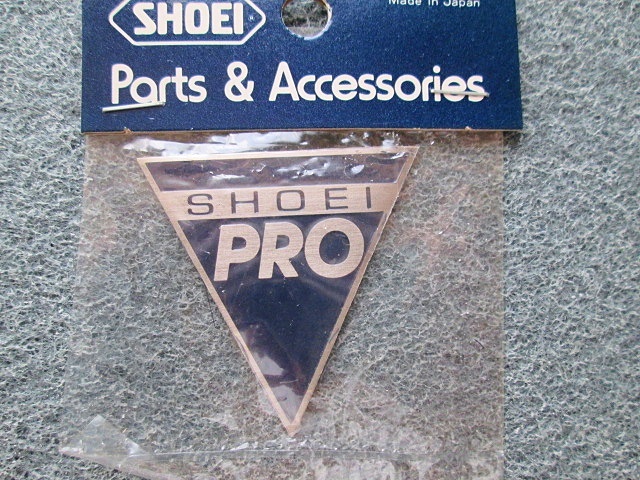 Made in Japan
SHOEI®
Parts & Accessories
SHOEI
PRO